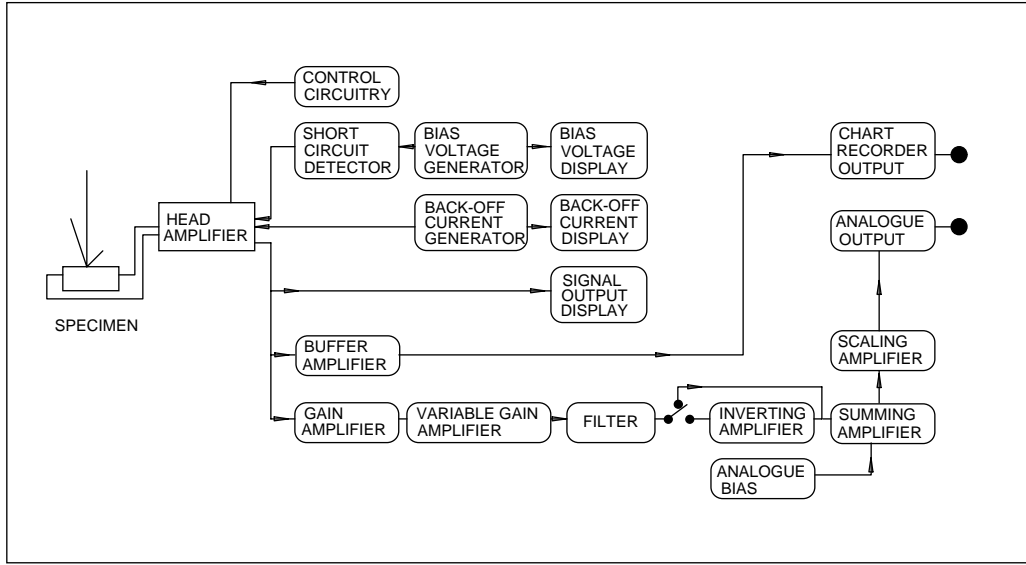 CONTROL
CIRCUITRY
SHORT
CIRCUIT
DETECTOR
BIAS
VOLTAGE
GENERATOR
BIAS
VOLTAGE
DISPLAY
CHART
RECORDER
OUTPUT
HEAD
AMPLIFIER
BACK-OFF
CURRENT
GENERATOR
BACK-OFF
CURRENT
DISPLAY
ANALOGUE
OUTPUT
SIGNAL
OUTPUT
DISPLAY
SPECIMEN
BUFFER
AMPLIFIER
SCALING
AMPLIFIER
GAIN
AMPLIFIER
VARIABLE GAIN
AMPLIFIER
FILTER
INVERTING
AMPLIFIER
SUMMING
AMPLIFIER
ANALOGUE
BIAS